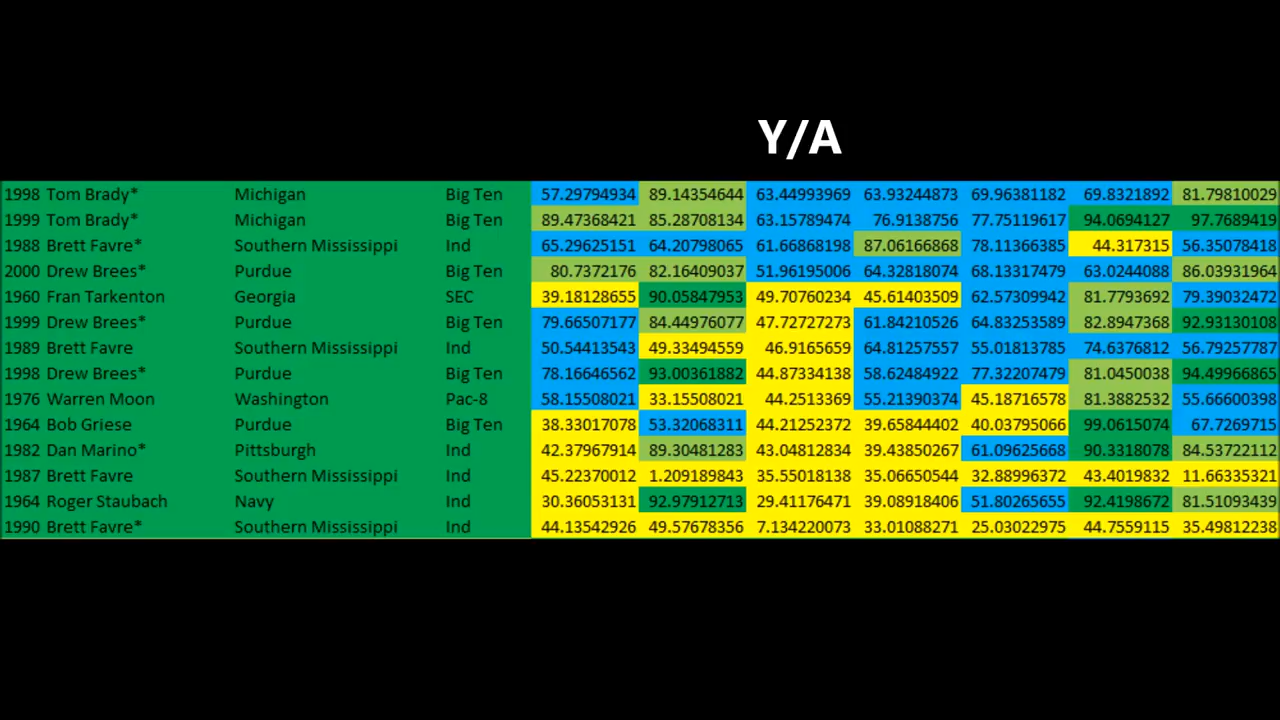 Y/A
1998 Tom Brady* Michigan Big Ten 57.29794934 89.14354644 63.44993969 63.93244873 69.96381182 69.8321892 81.79810029
1999 Tom Brady* Michigan Big Ten 89.47368421 85.28708134 63.15789474 76.9138756 77.75119617 94.0694127 97.7689419
1988 Brett Favre* Southern Mississippi Ind 65.29625151 64.20798065 61.66868198 87.06166868 78.11366385 44.317315 56.35078418
2000 Drew Brees* Purdue Big Ten 80.7372176 82.16409037 51.96195006 64.32818074 68.13317479 63.0244088 86.03931964
1960 Fran Tarkenton Georgia SEC 39.18128655 90.05847953 49.70760234 45.61403509 62.57309942 81.7793692 79.39032472
1999 Drew Brees* Purdue Big Ten 79.66507177 84.44976077 47.72727273 61.84210526 64.83253589 82.8947368 92.93130108
1989 Brett Favre Southern Mississippi Ind 50.54413543 49.33494559 46.9165659 64.81257557 55.01813785 74.6376812 56.79257787
1998 Drew Brees* Purdue Big Ten 78.16646562 93.00361882 44.87334138 58.62484922 77.32207479 81.0450038 94.49966865
1976 Warren Moon Washington Pac-8 58.15508021 33.15508021 44.2513369 55.21390374 45.18716578 81.3882532 55.66600398
1964 Bob Griese Purdue Big Ten 38.33017078 53.32068311 44.21252372 39.65844402 40.03795066 99.0615074 67.7269715
1982 Dan Marino* Pittsburgh Ind 42.37967914 89.30481283 43.04812834 39.43850267 61.09625668 90.3318078 84.53722112
1987 Brett Favre Southern Mississippi Ind 45.22370012 1.209189843 35.55018138 35.06650544 32.88996372 43.4019832 11.66335321
1964 Roger Staubach Navy Ind 30.36053131 92.97912713 29.41176471 39.08918406 51.80265655 92.4198672 81.51093439
1990 Brett Favre* Southern Mississippi Ind 44.13542926 49.57678356 7.134220073 33.01088271 25.03022975 44.7559115 35.49812238